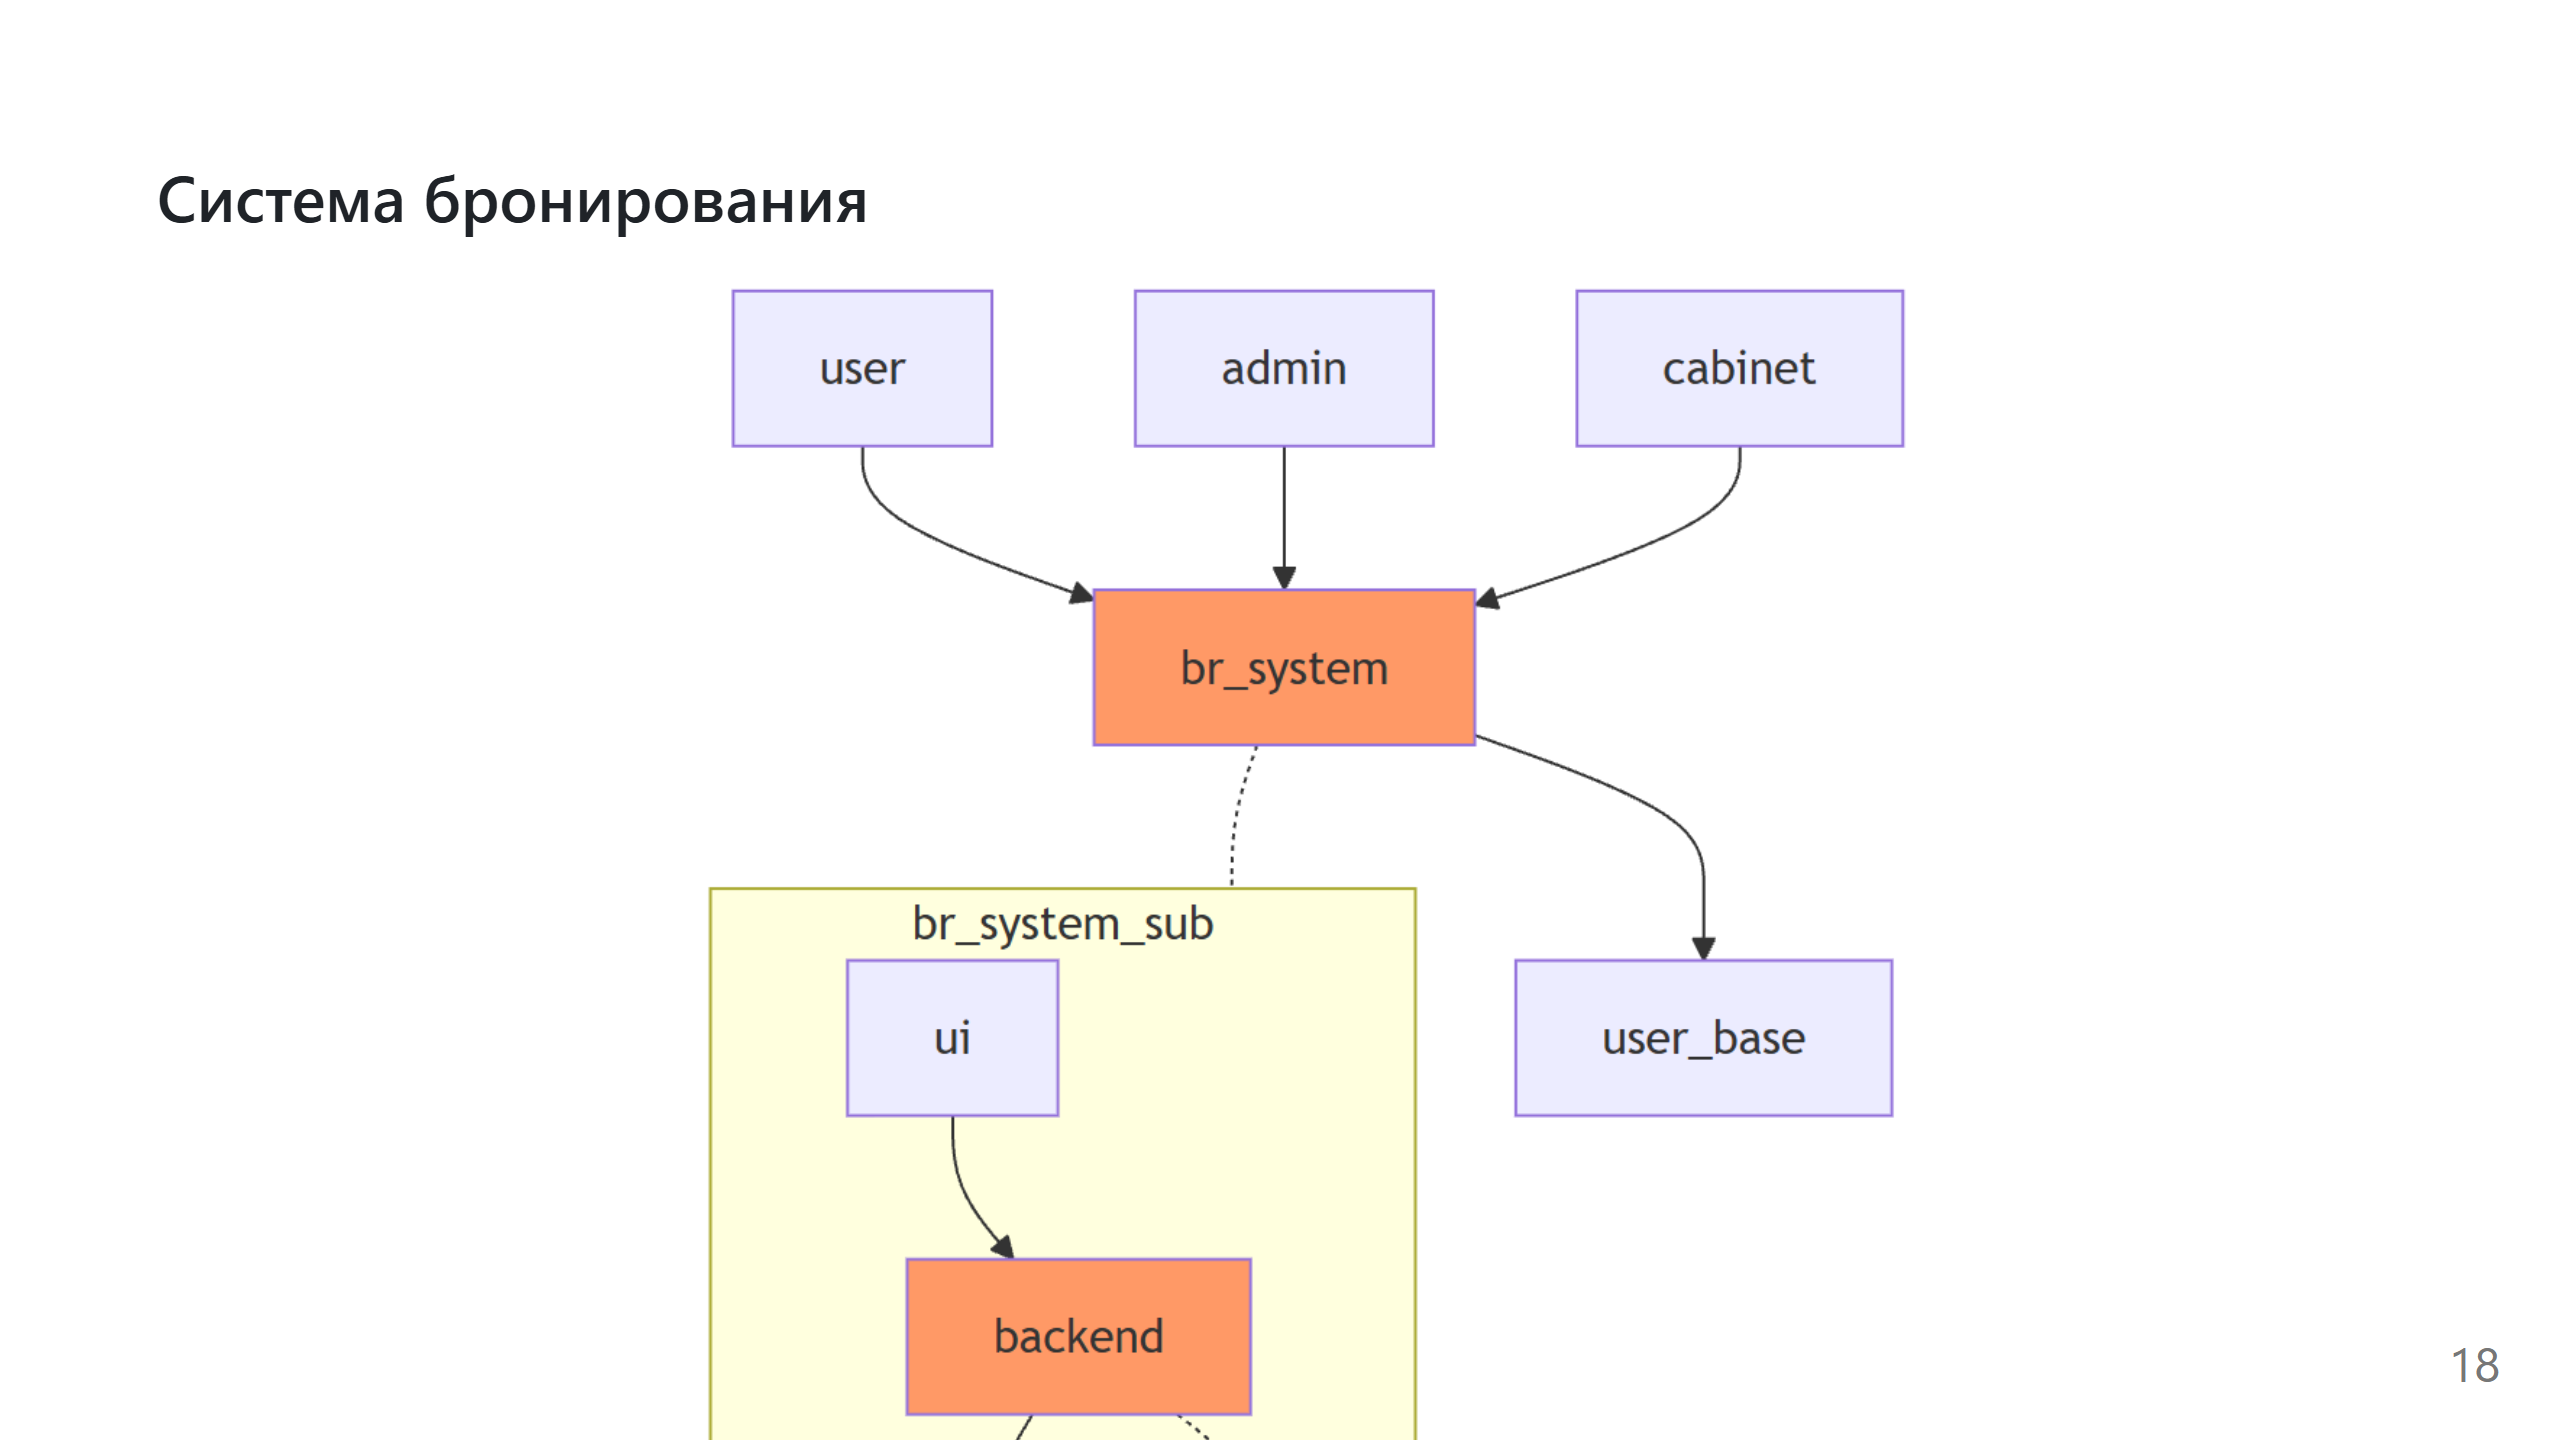 Система бронирования
user
admin
cabinet
br_system
br_system_sub
ui
user_base
backend
18